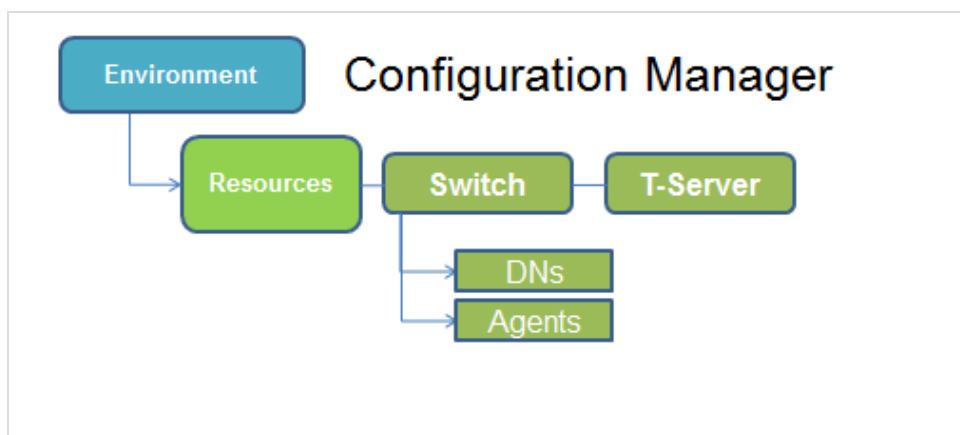 Environment
Configuration Manager
Resources
Switch
T-Server
DNs
Agents